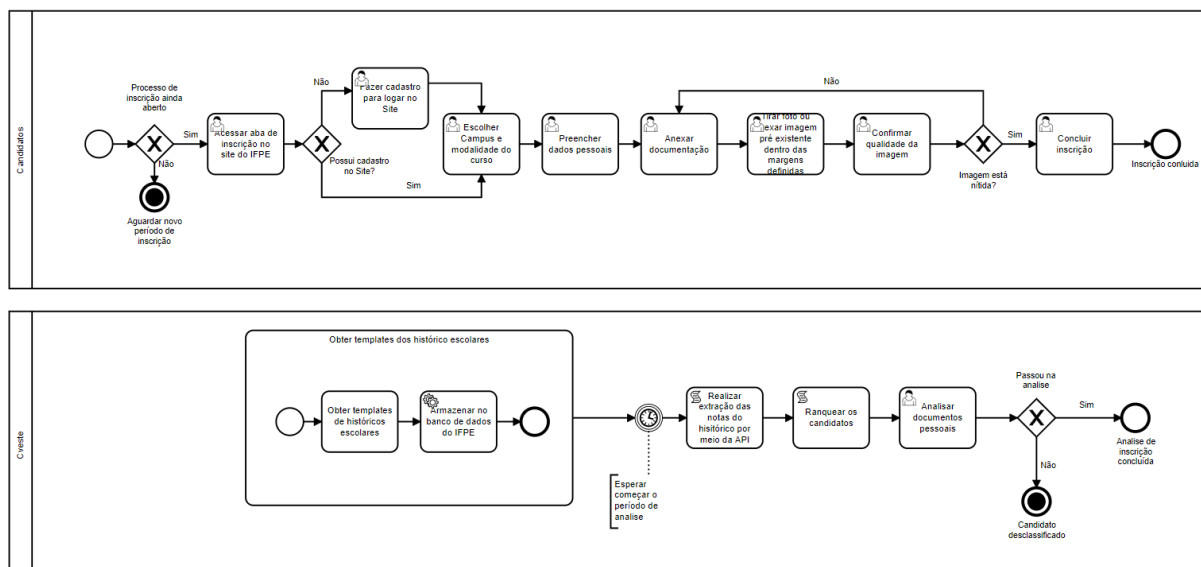 Candidatos
Processo de
inscrição ainda
aberto
Sim
Não
Aguardar novo
período de
inscrição
Acessar aba de
inscrição no
site do IFPE
Não
Possui cadastro
no Site?
Sim
Fazer cadastro
para logar no
Site
Escolher
Campus e
modalidade do
curso
Preencher
dados pessoais
Anexar
documentação
Tirar foto ou
anexar imagem
pré existente
dentro das
margens
definidas
Confirmar
qualidade da
imagem
Não
Imagem está
nítida?
Sim
Concluir
inscrição
Inscrição conluida
Cveste
Obter templates dos histórico escolares
Obter templates
de históricos
escolares
Armazenar no
banco de dados
do IFPE
Esperar
começar o
período de
analise
Realizar
extração das
notas do
hisitórico por
meio da API
Ranquear os
candidatos
Analisar
documentos
pessoais
Passou na
analise
Sim
Não
Candidato
desclassificado
Analise de
inscrição
concluída